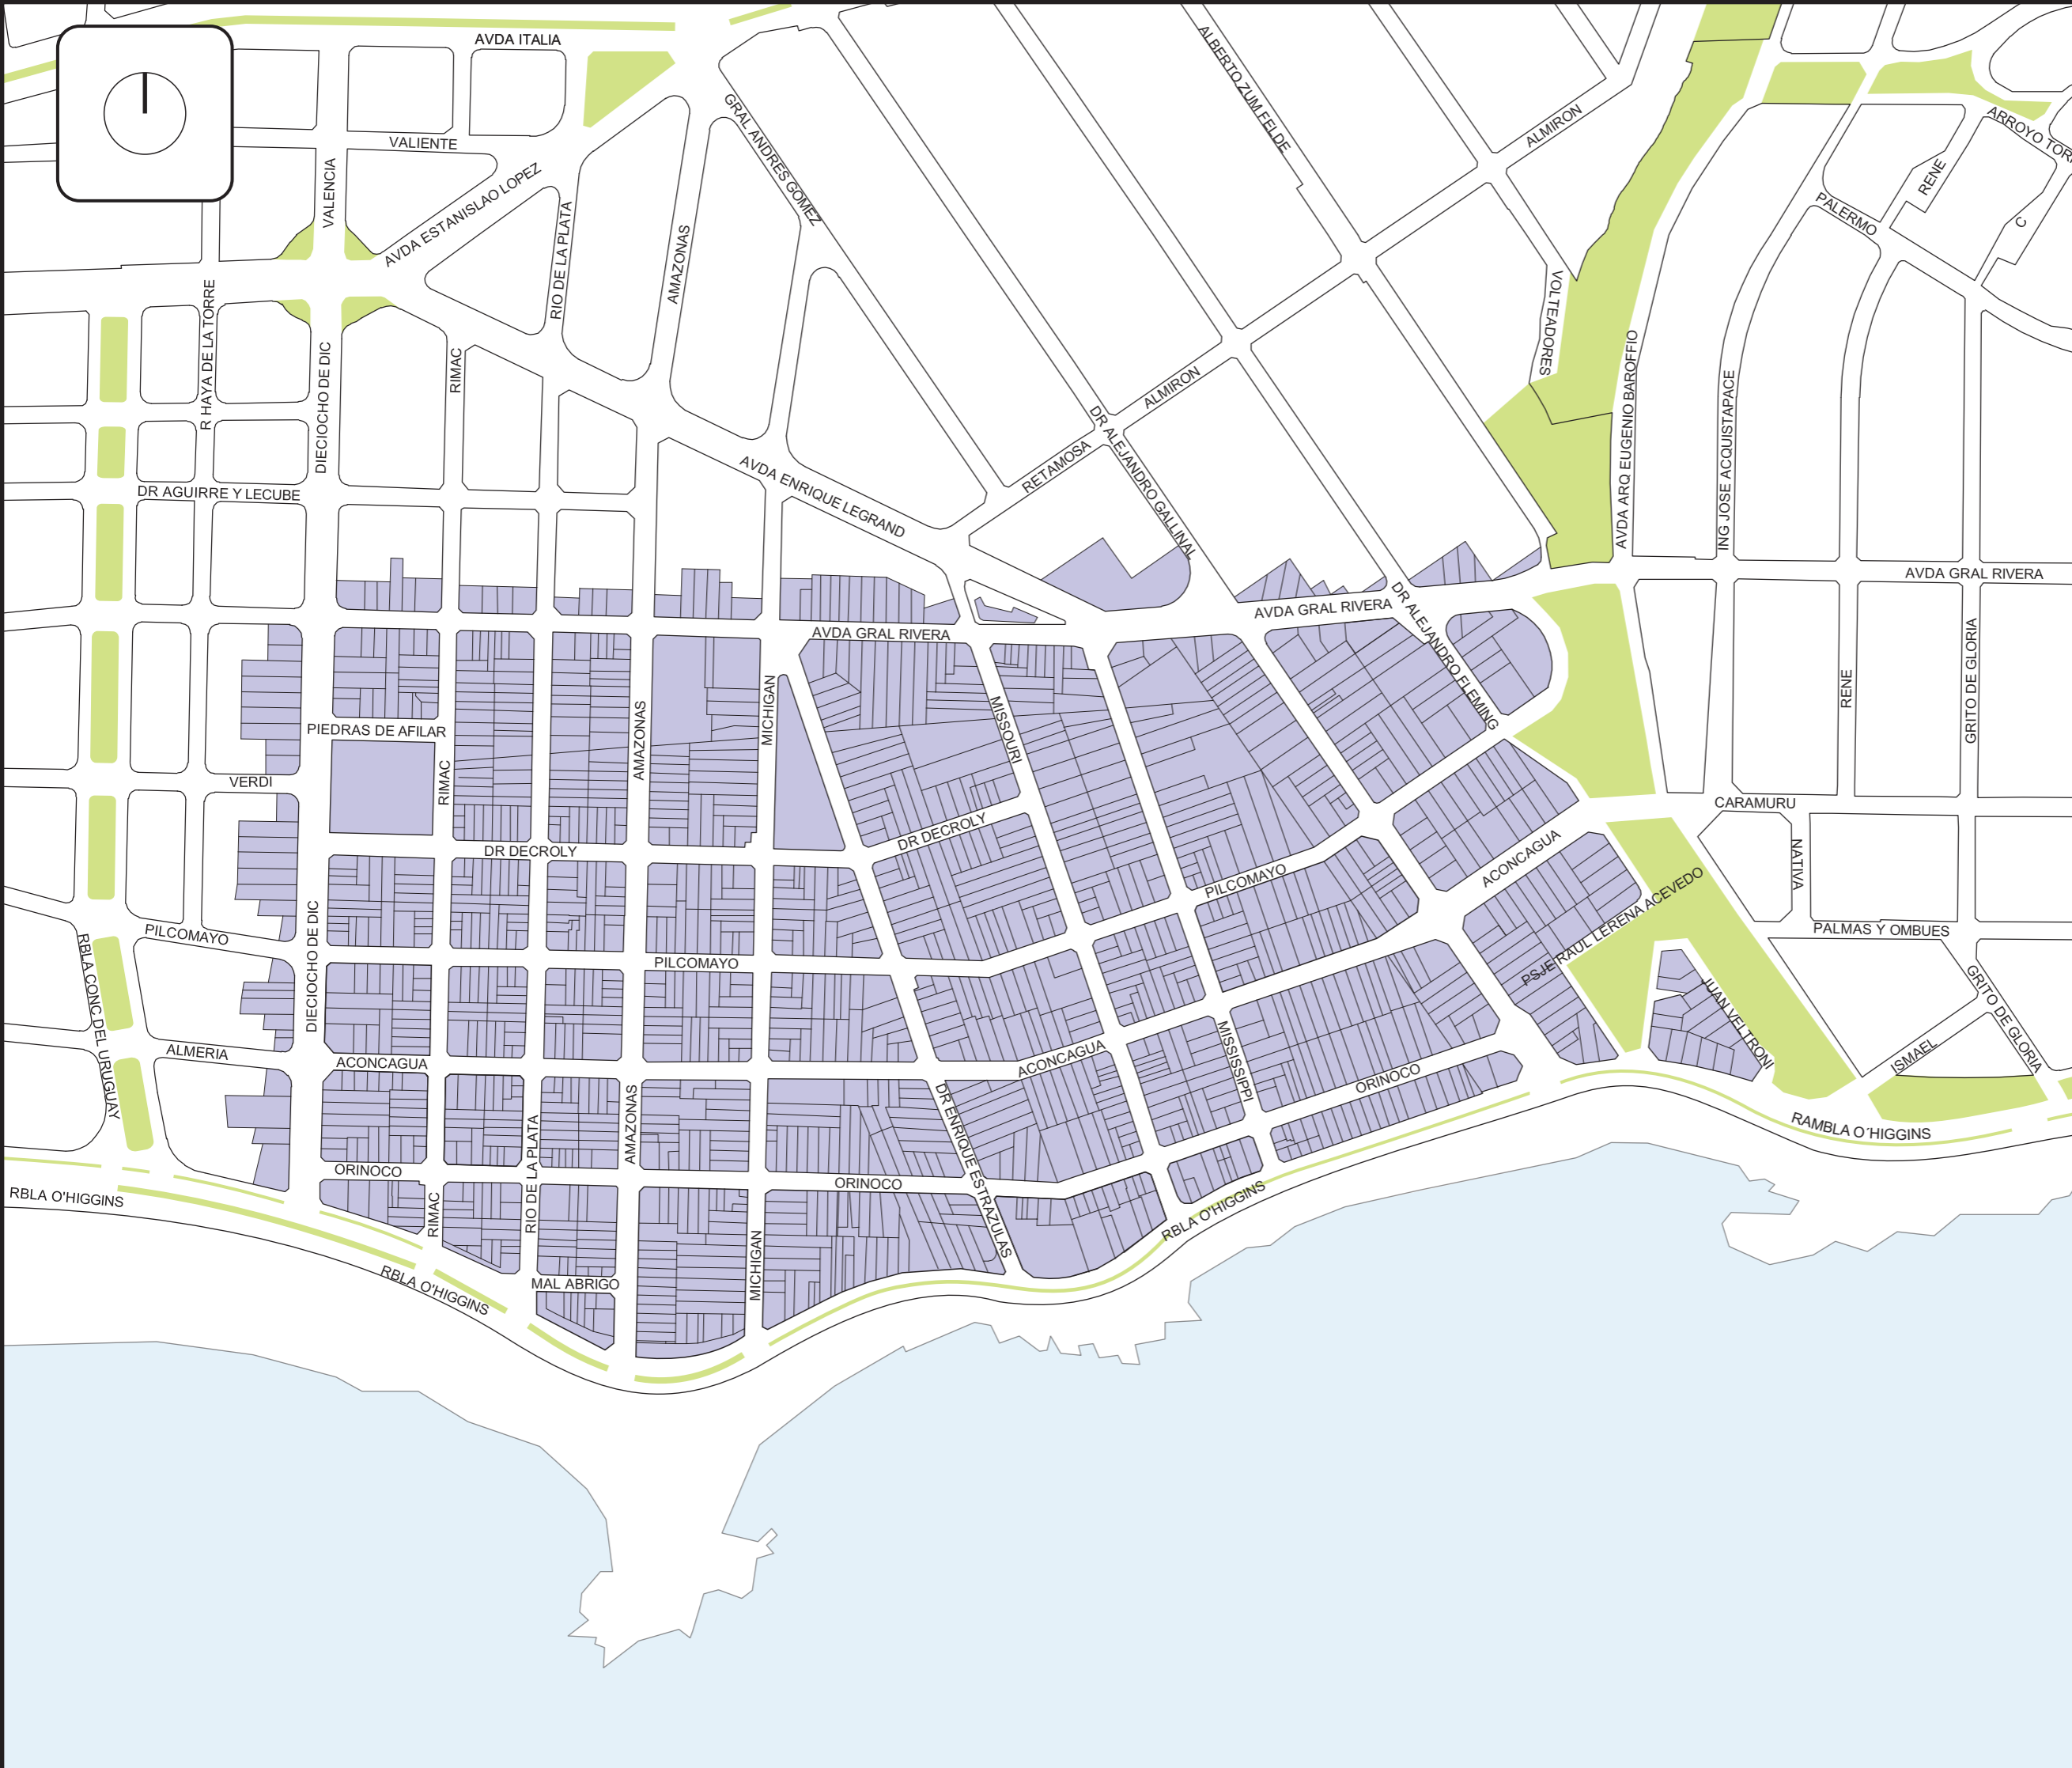 AVDA ITALIA
VALIENTE
VALENCIA
AVDA ESTANISLAO LOPEZ
RIO DE LA PLATA
AMAZONAS
GRAL ANDRES GOMEZ
ALBERTO ZUM FELDE
ALMIRON
ARROYO TOR
RENE
PALERMO
C
R HAYA DE LA TORRE
DIECIOCHO DE DIC
RIMAC
VOLTEADORES
ALMIRON
RETAMOSA
DR ALEJANDRO GALLINAL
AVDA ARQ EUGENIO BAROFFIO
ING JOSE ACQUISTAPACE
DR AGUIRRE Y LECUBE
AVDA ENRIQUE LEGRAND
AVDA GRAL RIVERA
AVDA GRAL RIVERA
AVDA GRAL RIVERA
DR ALEJANDRO FLEMING
RENE
GRITO DE GLORIA
PIEDRAS DE AFILAR
MICHIGAN
MISSOURI
AMAZONAS
RIMAC
VERDI
CARAMURU
DR DECROLY
DR DECROLY
NATIVA
ACONCAGUA
PILCOMAYO
PSJE RAUL LERENA ACEVEDO
PALMAS Y OMBUES
PILCOMAYO
DIECIOCHO DE DIC
RBLA CONC DEL URUGUAY
PILCOMAYO
GRITO DE GLORIA
JUAN VELTRONI
ISMAEL
ALMERIA
ACONCAGUA
ACONCAGUA
MISSISSIPPI
ORINOCO
RAMBLA O´HIGGINS
DR ENRIQUE ESTRAZULAS
AMAZONAS
RIO DE LA PLATA
ORINOCO
ORINOCO
RBLA O'HIGGINS
RIMAC
RBLA O'HIGGINS
MICHIGAN
MAL ABRIGO
RBLA O'HIGGINS